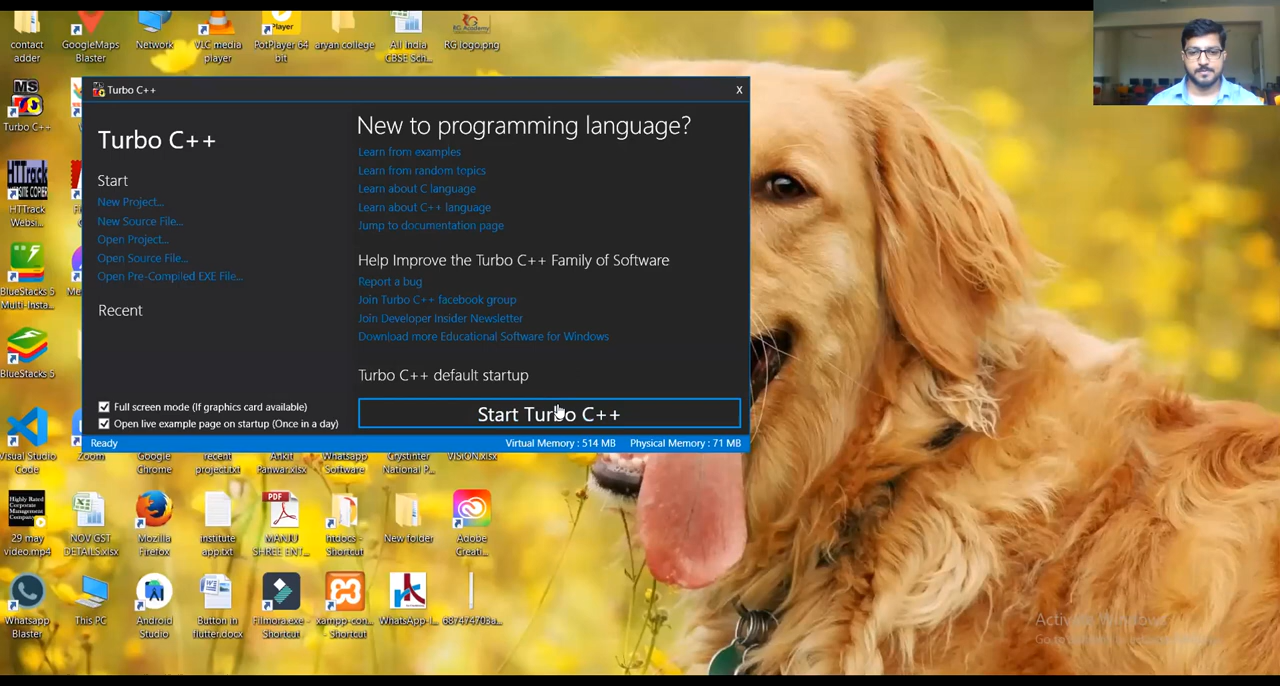 contact adder
GoogleMaps Blaster
Network
VLC media player
PotPlayer 64 bit
aryan college
All India CBSE Sch...
RG logo.png
Turbo C++
HTTrack Websi...
BlueStacks 5 Multi-Insta...
BlueStacks 5
Turbo C++
X
Turbo C++
Start
New Project...
New Source File...
Open Project...
Open Source File...
Open Pre-Compiled EXE File...
Recent
Full screen mode (If graphics card available)
Open live example page on startup (Once in a day)
New to programming language?
Learn from examples
Learn from random topics
Learn about C language
Learn about C++ language
Jump to documentation page
Help Improve the Turbo C++ Family of Software
Report a bug
Join Turbo C++ facebook group
Join Developer Insider Newsletter
Download more Educational Software for Windows
Turbo C++ default startup
Start Turbo C++
Ready
Virtual Memory : 514 MB
Physical Memory : 71 MB
Visual Studio Code
Zoom
Google Chrome
recent project.txt
Ankit Panwar.xlsx
Whatsapp Software
Crystinter National P...
VISION.xlsx
29 may video.mp4
NOV GST DETAILS.xlsx
Mozilla Firefox
institute app.txt
PDF
MANJU SHREE ENT...
htdocs - Shortcut
New folder
Adobe Creati...
Whatsapp Blaster
This PC
Android Studio
Button in flutter.docx
Filmora.exe - Shortcut
xampp-con... - Shortcut
WhatsApp-I...
Activate Windows